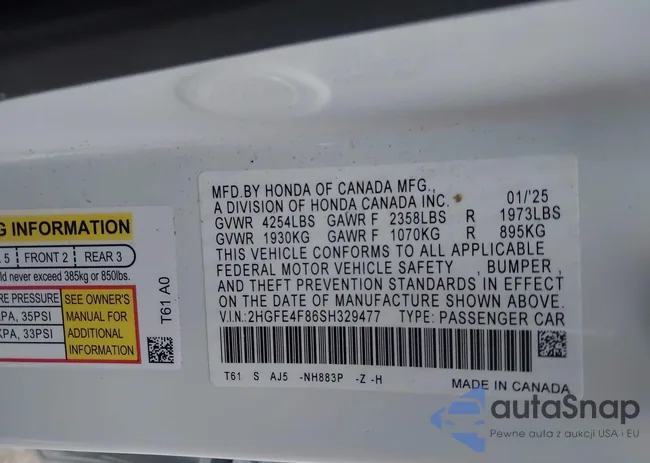 G INFORMATION
5 FRONT 2 REAR 3
ld never exceed 385kg or 850lbs.
RE PRESSURE
PA, 35PSI
KPA, 33PSI
SEE OWNER'S
MANUAL FOR
ADDITIONAL
INFORMATION
T61 A0
MFD.BY HONDA OF CANADA MFG.,
A DIVISION OF HONDA CANADA INC. 01/'25
GVWR 4254LBS GAWR F 2358LBS R 1973LBS
GVWR 1930KG GAWR F 1070KG R 895KG
THIS VEHICLE CONFORMS TO ALL APPLICABLE
FEDERAL MOTOR VEHICLE SAFETY , BUMPER ,
AND THEFT PREVENTION STANDARDS IN EFFECT
ON THE DATE OF MANUFACTURE SHOWN ABOVE.
V.I.N.:2HGFE4F86SH329477 TYPE: PASSENGER CAR
T61 S AJ5 -NH883P -Z -H
MADE IN CANADA
autaSnap
Pewne auta z aukcji USA i EU